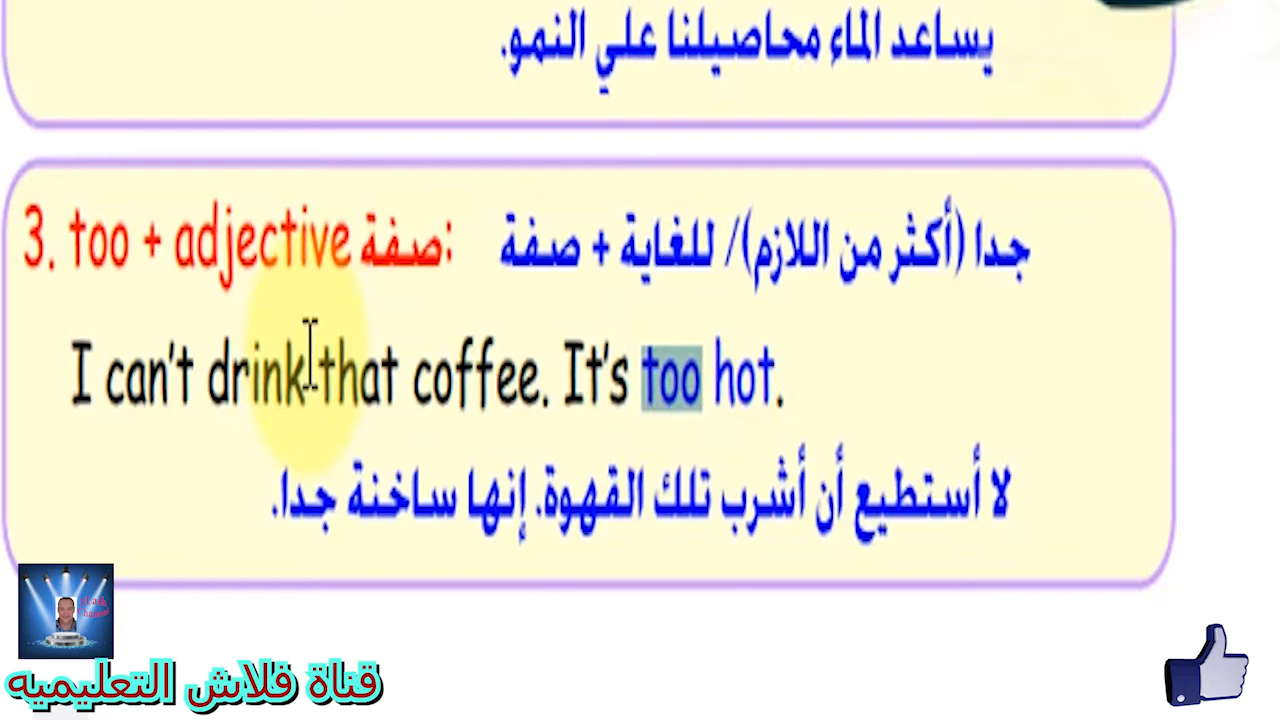 يساعد الماء محاصيلنا علي النمو.
3. too + adjective صفة: جدا (أكثر من اللازم)/ للغاية + صفة
I can't drink that coffee. It's too hot.
لا أستطيع أن أشرب تلك القهوة. إنها ساخنة جدا.
قناة فلاش التعليميه